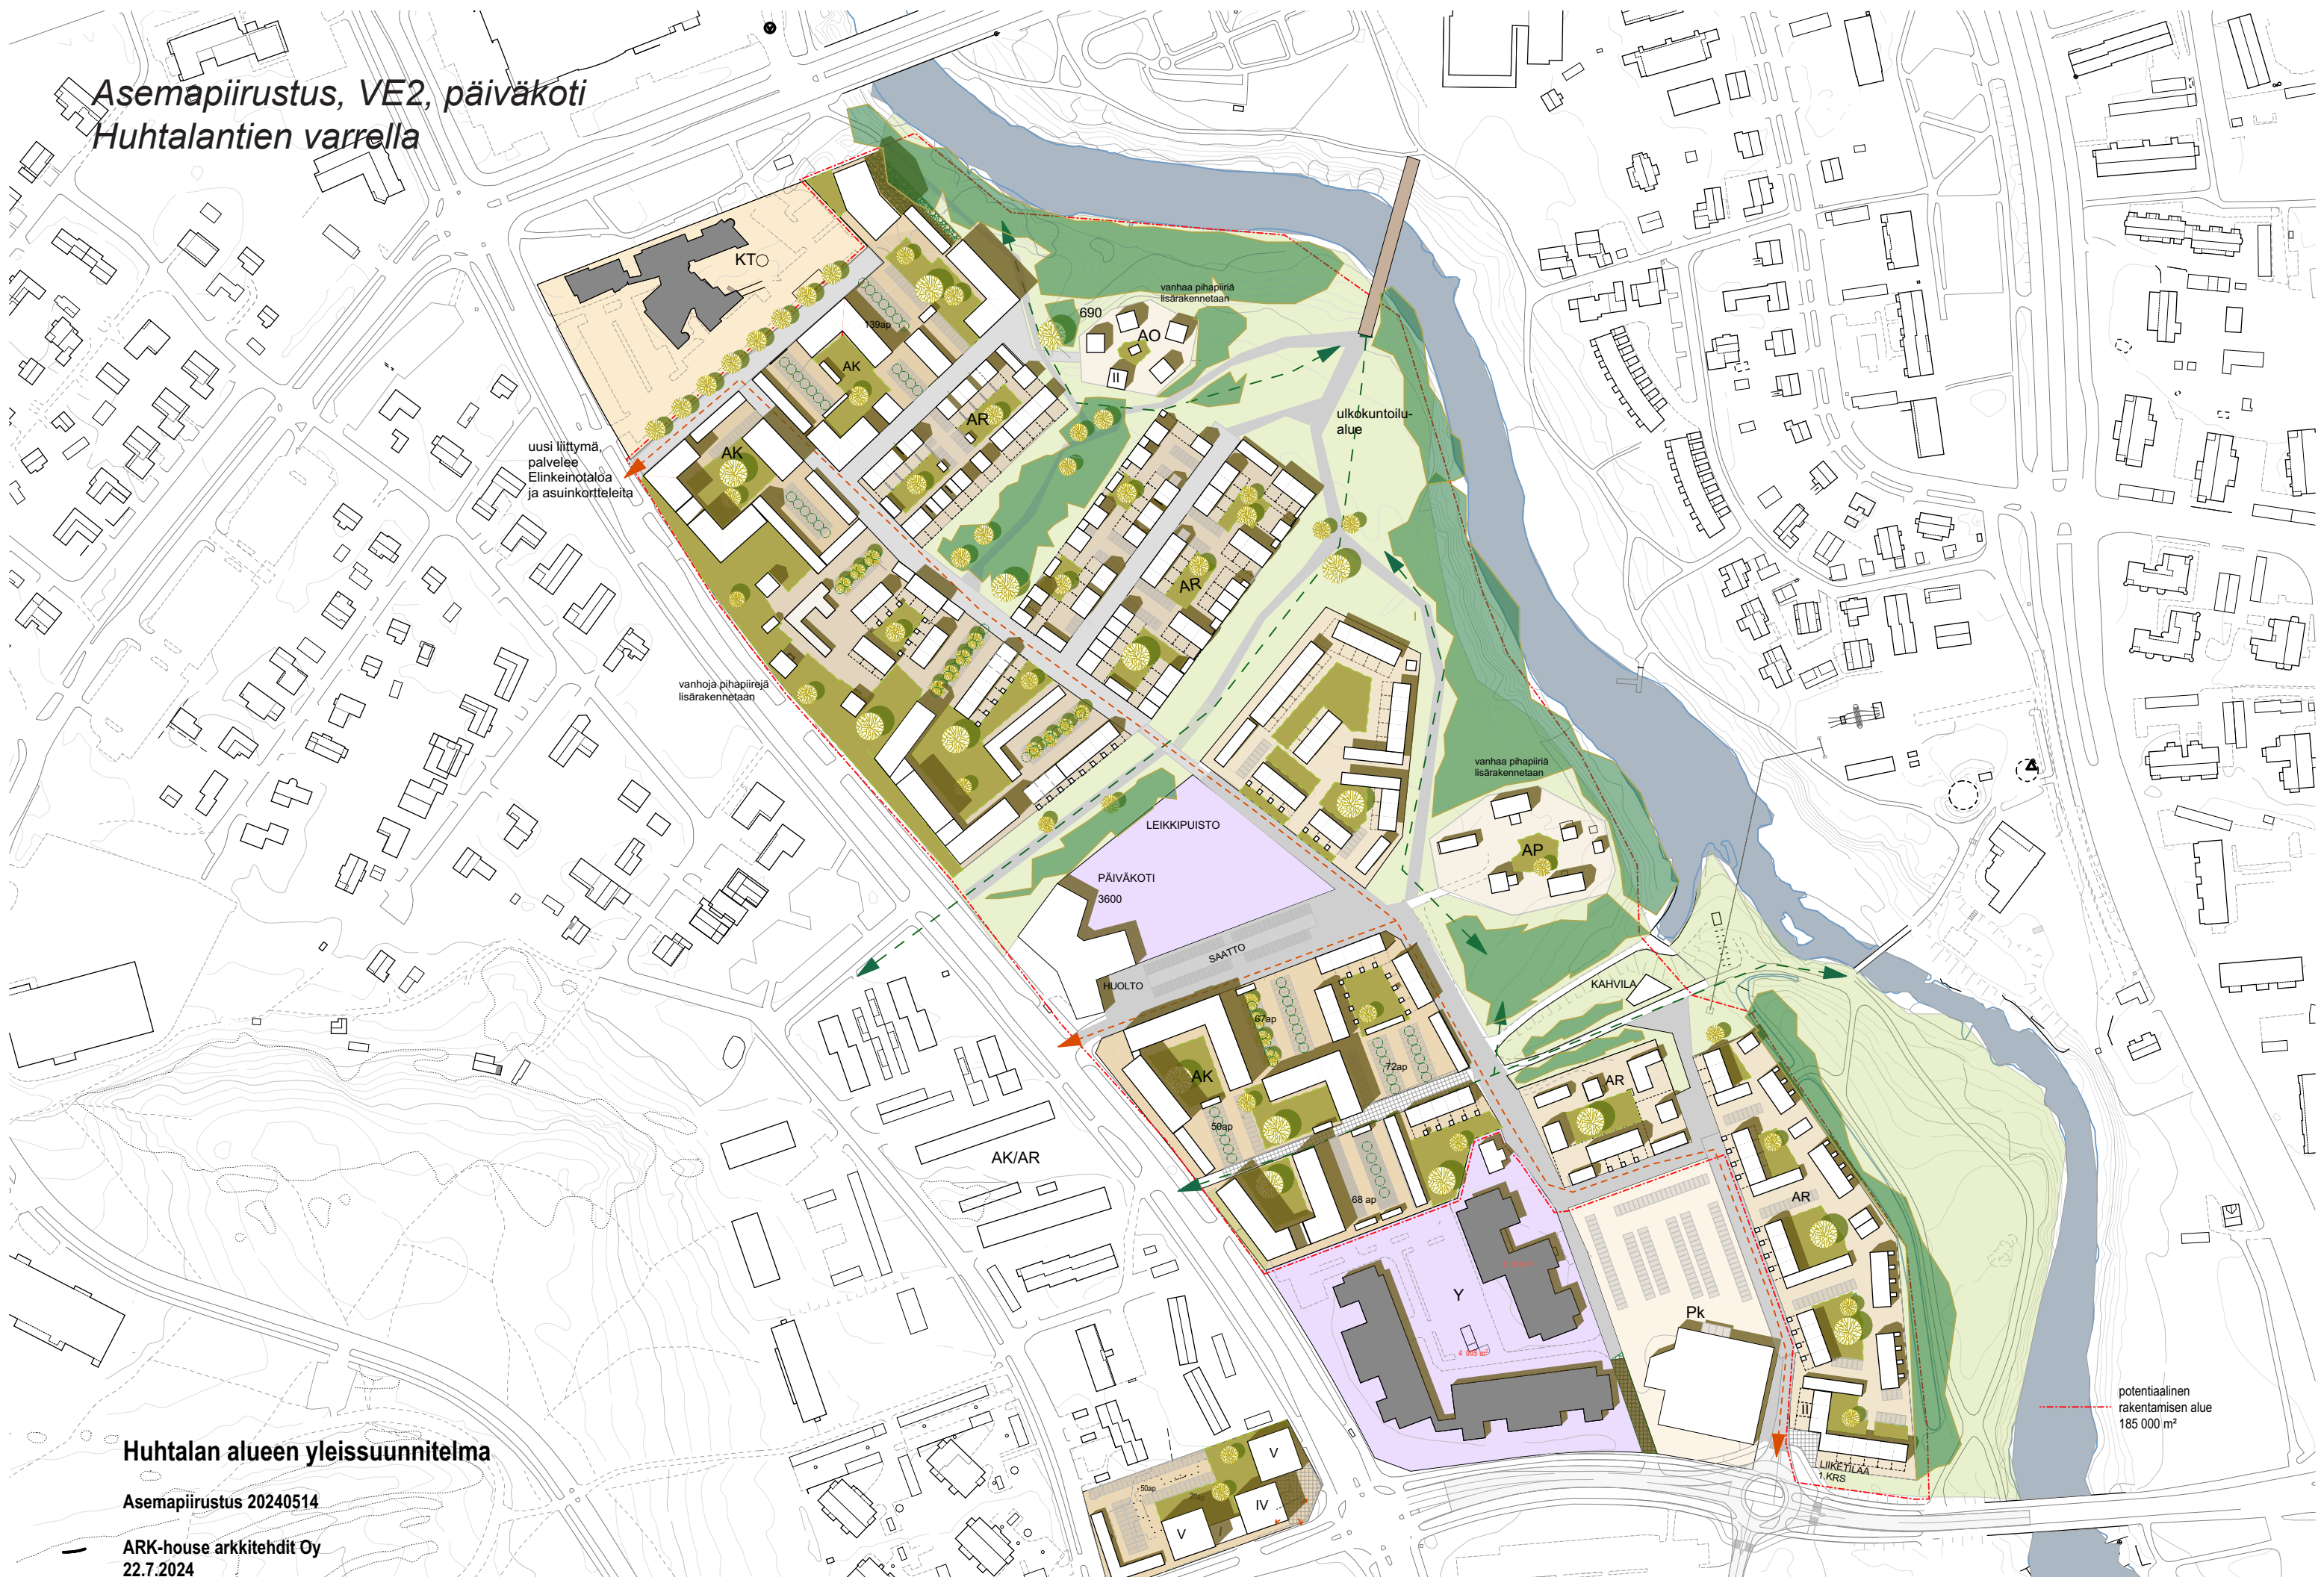 Asemapiirustus, VE2, päiväkoti
Huhtalantien varrella
KT
139ap
AK
AK
AR
690
AO
II
vanhaa pihapiiriä
lisärakennetaan
ulkokuntoilu-
alue
uusi liittymä,
palvelee
Elinkeinotaloa
ja asuinkortteleita
AR
vanhoja pihapiirejä
lisärakennetaan
vanhaa pihapiiriä
lisärakennetaan
AP
LEIKKIPUISTO
PÄIVÄKOTI
3600
SAATTO
HUOLTO
KAHVILA
67ap
72ap
AK
AR
50ap
AK/AR
68 ap
AR
Y
Pk
II
LIIKETILAA
1.KRS
50ap
V
IV
V
potentiaalinen
rakentamisen alue
185 000 m²
Huhtalan alueen yleissuunnitelma
Asemapiirustus 20240514
ARK-house arkkitehdit Oy
22.7.2024